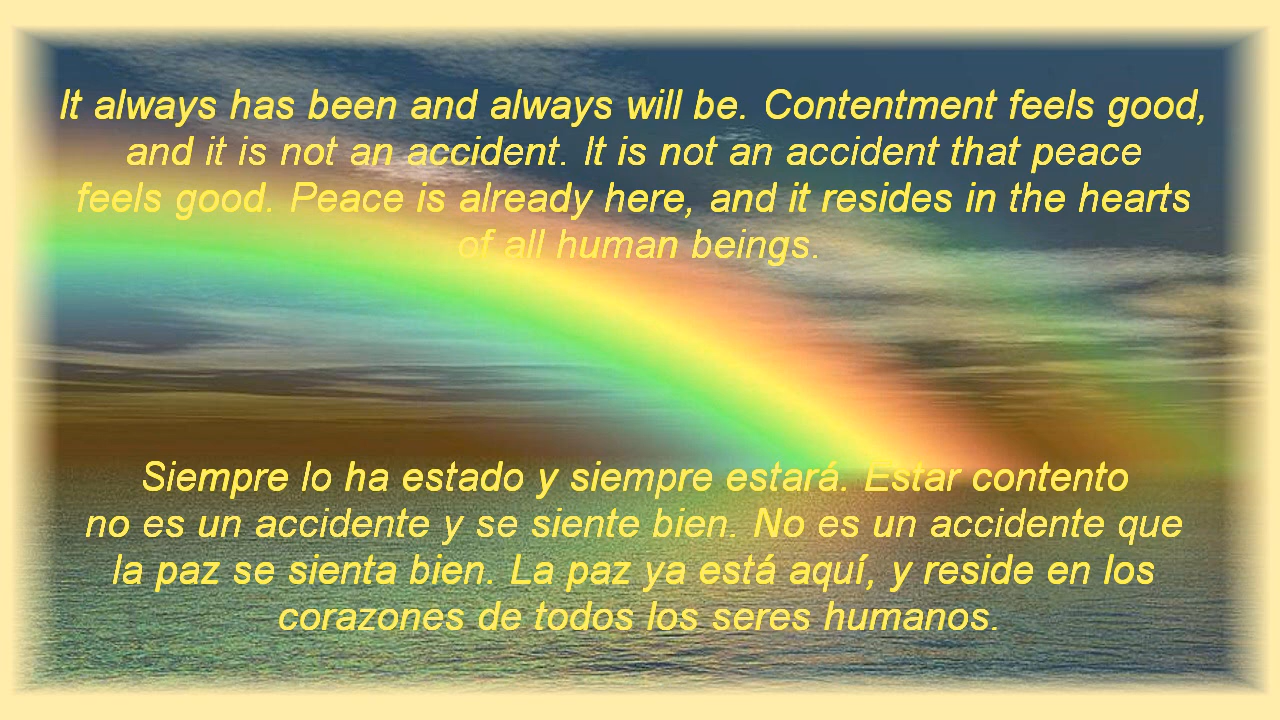 It always has been and always will be. Contentment feels good,
and it is not an accident. It is not an accident that peace
feels good. Peace is already here, and it resides in the hearts
of all human beings.
Siempre lo ha estado y siempre estará. Estar contento
no es un accidente y se siente bien. No es un accidente que
la paz se sienta bien. La paz ya está aquí, y reside en los
corazones de todos los seres humanos.